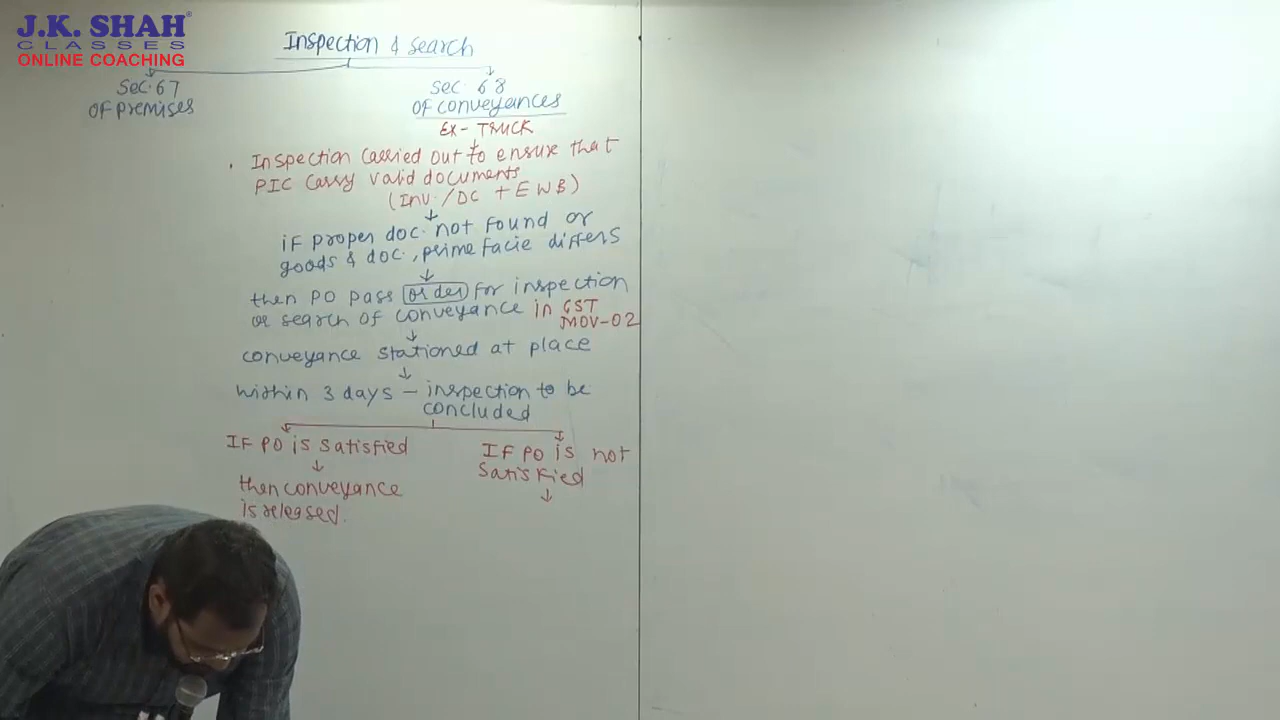 J.K. SHAH®
CLASSES
ONLINE COACHING
Inspection & search
Sec. 67
OF Premises
Sec. 68
OF conveyances
Ex- TRUCK
. Inspection carried out to ensure that
PIC carry valid documents
(Inv. / DC + EWB)
if proper doc. not found or
goods & doc., prime facie differs
then PO pass order for inspection
or search of conveyance in GST
MOV-02
conveyance stationed at place
within 3 days - inspection to be
concluded
IF PO is satisfied
then conveyance
is released.
IF PO is not
satisfied